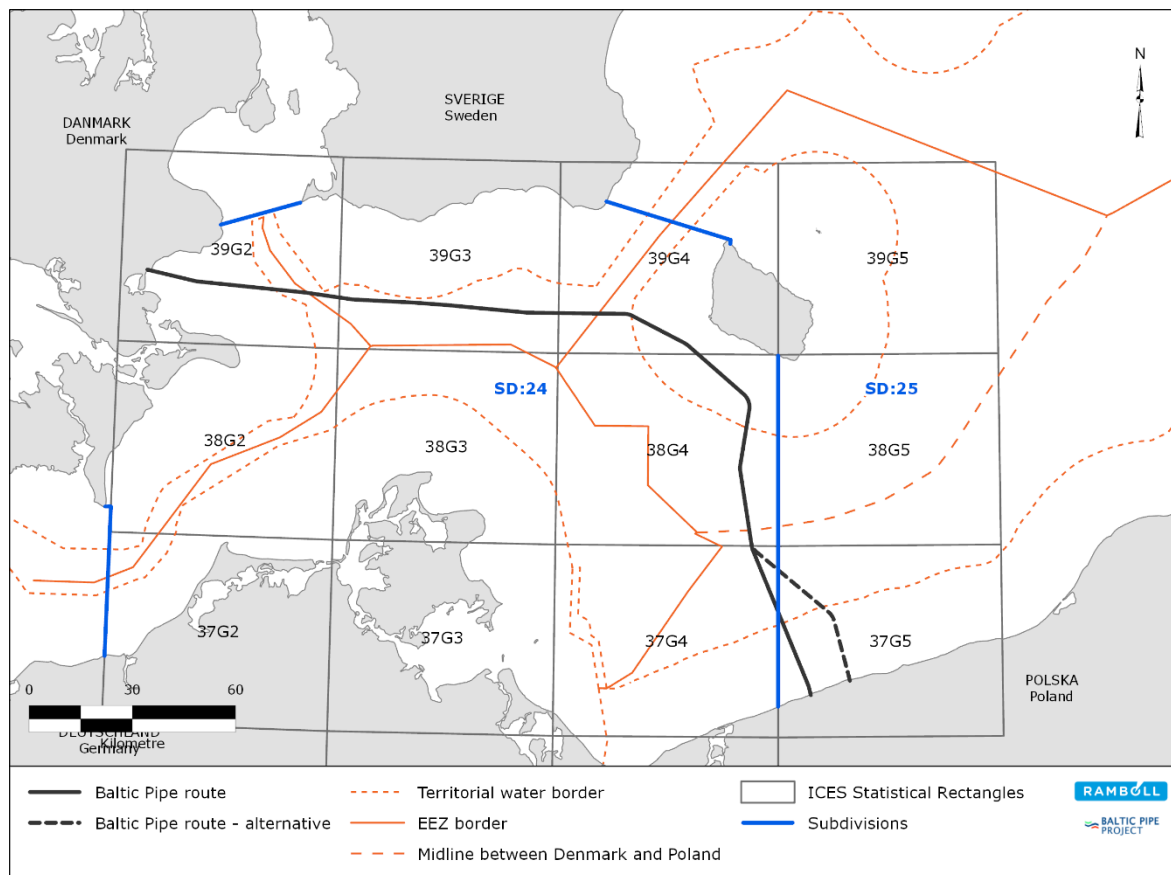 N
SVERIGE
Sweden
DANMARK
Denmark
39G2
39G3
39G4
39G5
SD:24
SD:25
38G2
38G3
38G4
38G5
37G2
37G3
37G4
37G5
POLSKA
Poland
0
30
60
DEUTSCHLAND
Germany
Kilometre
Baltic Pipe route
Territorial water border
ICES Statistical Rectangles
RAMBOLL
Baltic Pipe route - alternative
EEZ border
Subdivisions
BALTIC PIPE
PROJECT
Midline between Denmark and Poland